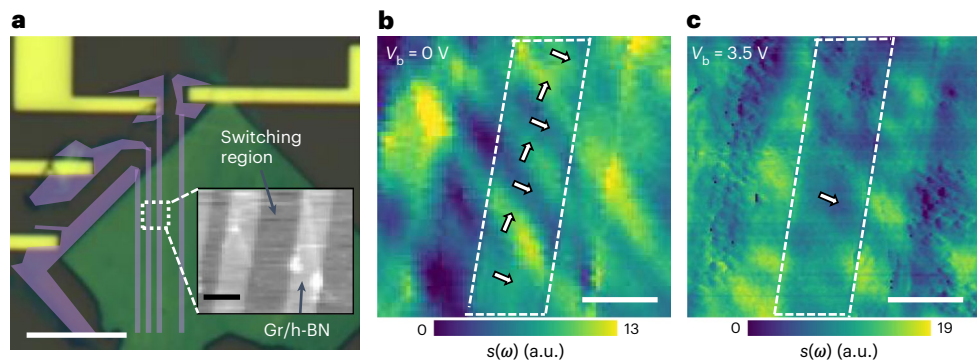 a
Switching
region
Gr/h-BN
b
V_b = 0 V
0 13
s(ω) (a.u.)
c
V_b = 3.5 V
0 19
s(ω) (a.u.)